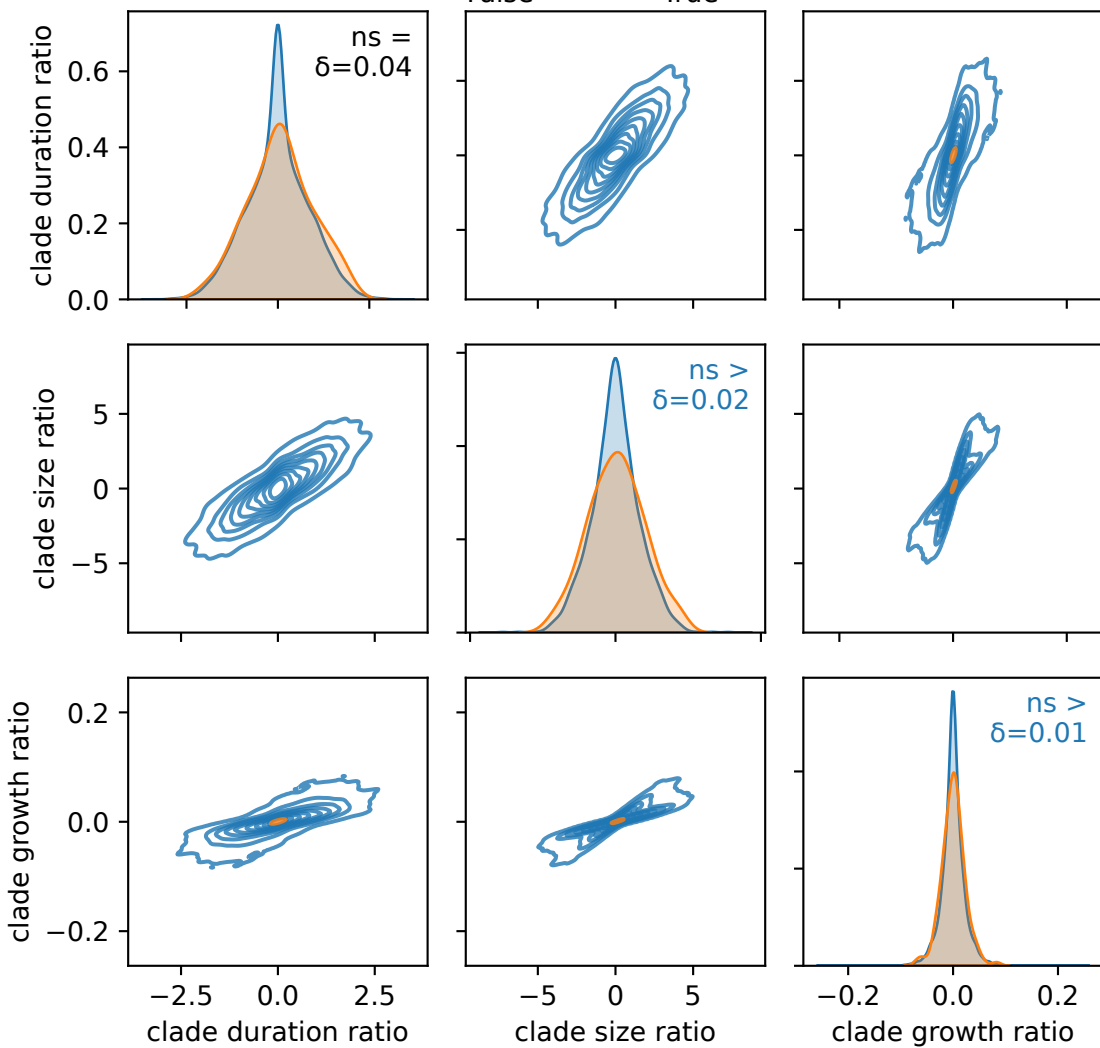 clade duration ratio
0.6
0.4
0.2
0.0
ns =
δ=0.04
clade size ratio
5
0
−5
ns >
δ=0.02
clade growth ratio
0.2
0.0
−0.2
ns >
δ=0.01
−2.5 0.0 2.5
−5 0 5
−0.2 0.0 0.2
clade duration ratio
clade size ratio
clade growth ratio